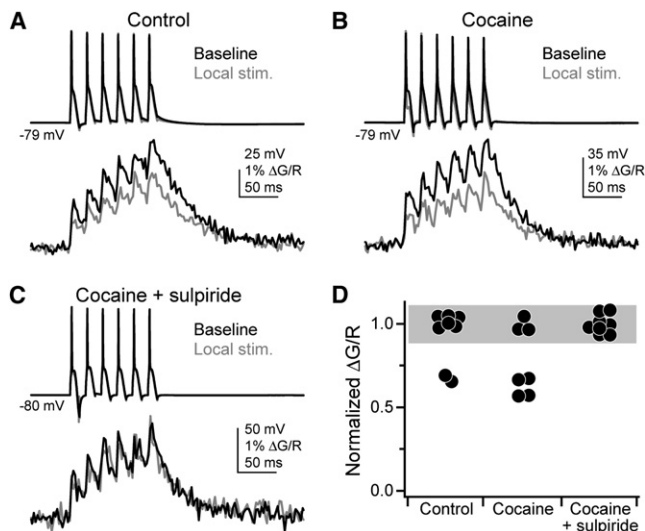 A
Control
Baseline
Local stim.
-79 mV
25 mV
1% ΔG/R
50 ms
B
Cocaine
Baseline
Local stim.
-79 mV
35 mV
1% ΔG/R
50 ms
C
Cocaine + sulpiride
Baseline
Local stim.
-80 mV
50 mV
1% ΔG/R
50 ms
D
Normalized ΔG/R
1.0
0.5
0.0
Control
Cocaine
Cocaine
+ sulpiride